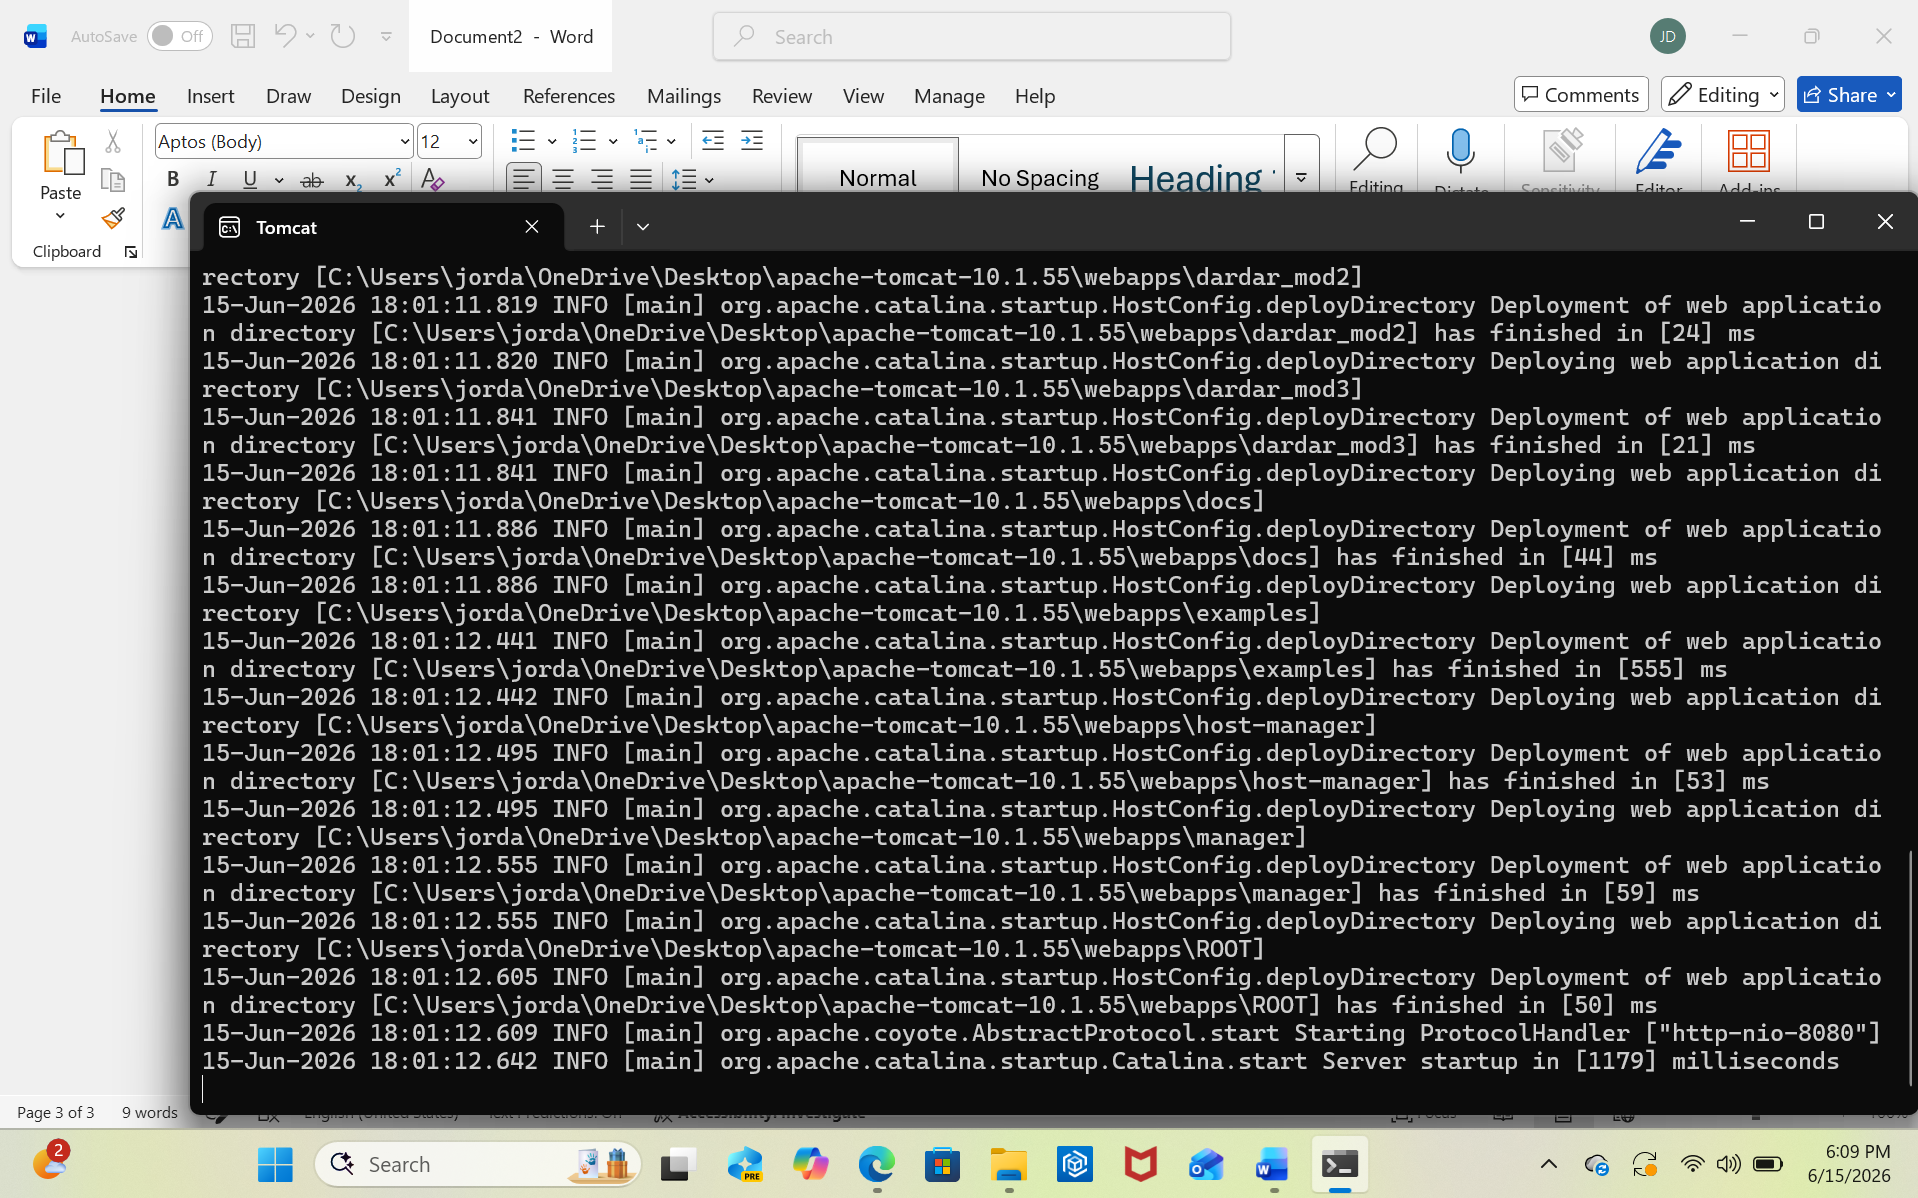 AutoSave Off Document2 - Word Search JD
File Home Insert Draw Design Layout References Mailings Review View Manage Help Comments Editing Share
Aptos (Body) 12
Paste
B I U ab x2 x2 A
Normal No Spacing Heading
Editing Dictate Sensitivity Editor Add-ins
A
Clipboard
Tomcat
rectory [C:\Users\jorda\OneDrive\Desktop\apache-tomcat-10.1.55\webapps\dardar_mod2]
15-Jun-2026 18:01:11.819 INFO [main] org.apache.catalina.startup.HostConfig.deployDirectory Deployment of web applicatio
n directory [C:\Users\jorda\OneDrive\Desktop\apache-tomcat-10.1.55\webapps\dardar_mod2] has finished in [24] ms
15-Jun-2026 18:01:11.820 INFO [main] org.apache.catalina.startup.HostConfig.deployDirectory Deploying web application di
rectory [C:\Users\jorda\OneDrive\Desktop\apache-tomcat-10.1.55\webapps\dardar_mod3]
15-Jun-2026 18:01:11.841 INFO [main] org.apache.catalina.startup.HostConfig.deployDirectory Deployment of web applicatio
n directory [C:\Users\jorda\OneDrive\Desktop\apache-tomcat-10.1.55\webapps\dardar_mod3] has finished in [21] ms
15-Jun-2026 18:01:11.841 INFO [main] org.apache.catalina.startup.HostConfig.deployDirectory Deploying web application di
rectory [C:\Users\jorda\OneDrive\Desktop\apache-tomcat-10.1.55\webapps\docs]
15-Jun-2026 18:01:11.886 INFO [main] org.apache.catalina.startup.HostConfig.deployDirectory Deployment of web applicatio
n directory [C:\Users\jorda\OneDrive\Desktop\apache-tomcat-10.1.55\webapps\docs] has finished in [44] ms
15-Jun-2026 18:01:11.886 INFO [main] org.apache.catalina.startup.HostConfig.deployDirectory Deploying web application di
rectory [C:\Users\jorda\OneDrive\Desktop\apache-tomcat-10.1.55\webapps\examples]
15-Jun-2026 18:01:12.441 INFO [main] org.apache.catalina.startup.HostConfig.deployDirectory Deployment of web applicatio
n directory [C:\Users\jorda\OneDrive\Desktop\apache-tomcat-10.1.55\webapps\examples] has finished in [555] ms
15-Jun-2026 18:01:12.442 INFO [main] org.apache.catalina.startup.HostConfig.deployDirectory Deploying web application di
rectory [C:\Users\jorda\OneDrive\Desktop\apache-tomcat-10.1.55\webapps\host-manager]
15-Jun-2026 18:01:12.495 INFO [main] org.apache.catalina.startup.HostConfig.deployDirectory Deployment of web applicatio
n directory [C:\Users\jorda\OneDrive\Desktop\apache-tomcat-10.1.55\webapps\host-manager] has finished in [53] ms
15-Jun-2026 18:01:12.495 INFO [main] org.apache.catalina.startup.HostConfig.deployDirectory Deploying web application di
rectory [C:\Users\jorda\OneDrive\Desktop\apache-tomcat-10.1.55\webapps\manager]
15-Jun-2026 18:01:12.555 INFO [main] org.apache.catalina.startup.HostConfig.deployDirectory Deployment of web applicatio
n directory [C:\Users\jorda\OneDrive\Desktop\apache-tomcat-10.1.55\webapps\manager] has finished in [59] ms
15-Jun-2026 18:01:12.555 INFO [main] org.apache.catalina.startup.HostConfig.deployDirectory Deploying web application di
rectory [C:\Users\jorda\OneDrive\Desktop\apache-tomcat-10.1.55\webapps\ROOT]
15-Jun-2026 18:01:12.605 INFO [main] org.apache.catalina.startup.HostConfig.deployDirectory Deployment of web applicatio
n directory [C:\Users\jorda\OneDrive\Desktop\apache-tomcat-10.1.55\webapps\ROOT] has finished in [50] ms
15-Jun-2026 18:01:12.609 INFO [main] org.apache.coyote.AbstractProtocol.start Starting ProtocolHandler ["http-nio-8080"]
15-Jun-2026 18:01:12.642 INFO [main] org.apache.catalina.startup.Catalina.start Server startup in [1179] milliseconds
Page 3 of 3 9 words English (United States) Text Predictions: On Accessibility: Investigate Focus
2 Search PRE 6:09 PM
6/15/2026